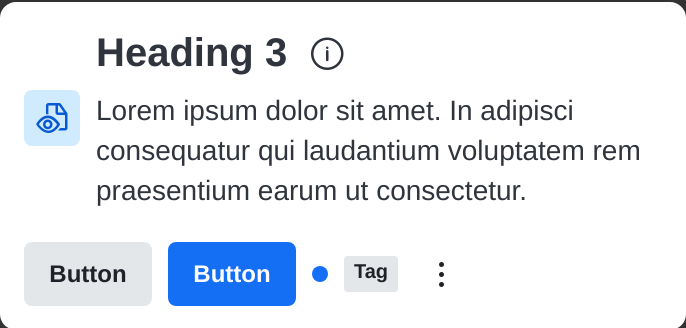 Heading 3
Lorem ipsum dolor sit amet. In adipisci
consequatur qui laudantium voluptatem rem
praesentium earum ut consectetur.
Button Button Tag